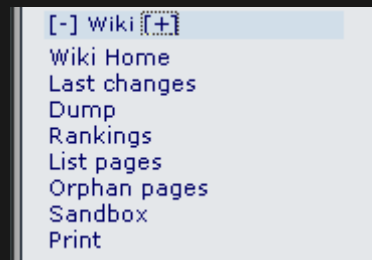 [-] Wiki [+]
Wiki Home
Last changes
Dump
Rankings
List pages
Orphan pages
Sandbox
Print